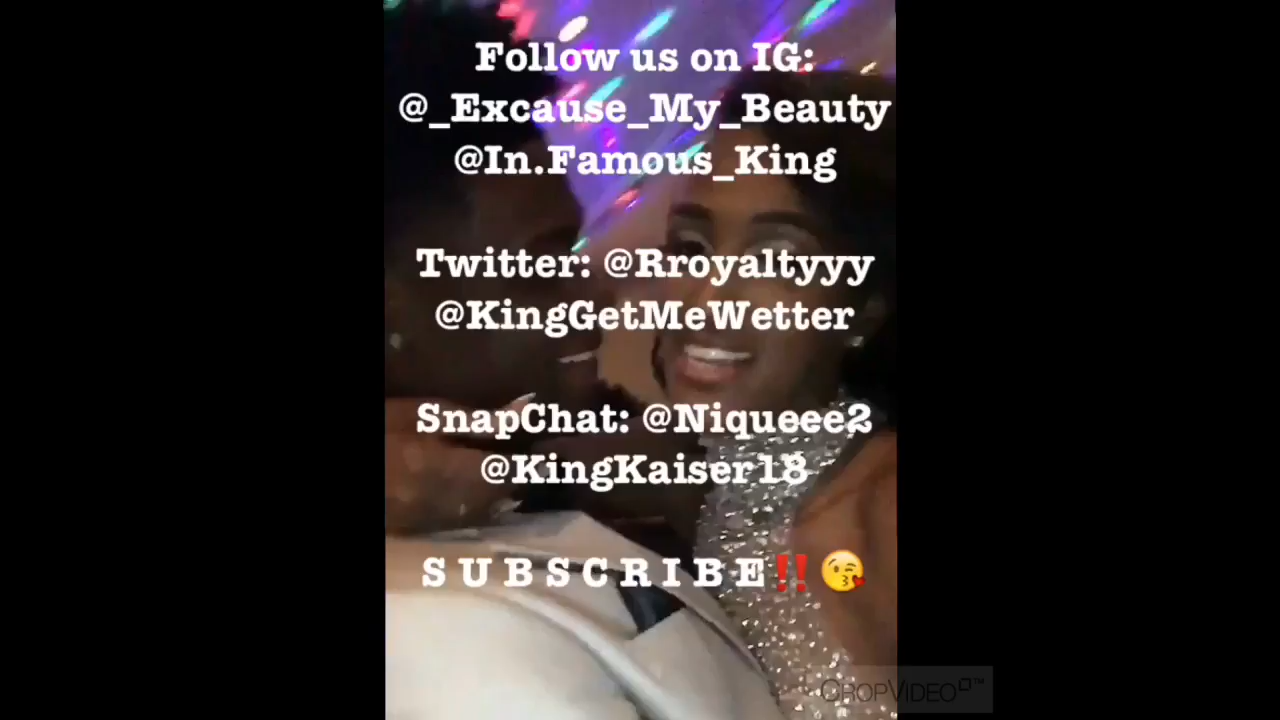 Follow us on IG:
@_Excause_My_Beauty
@In.Famous_King
Twitter: @Rroyaltyyy
@KingGetMeWetter
SnapChat: @Niqueee2
@KingKaiser18
S U B S C R I B E‼️😘
CROPVIDEO™